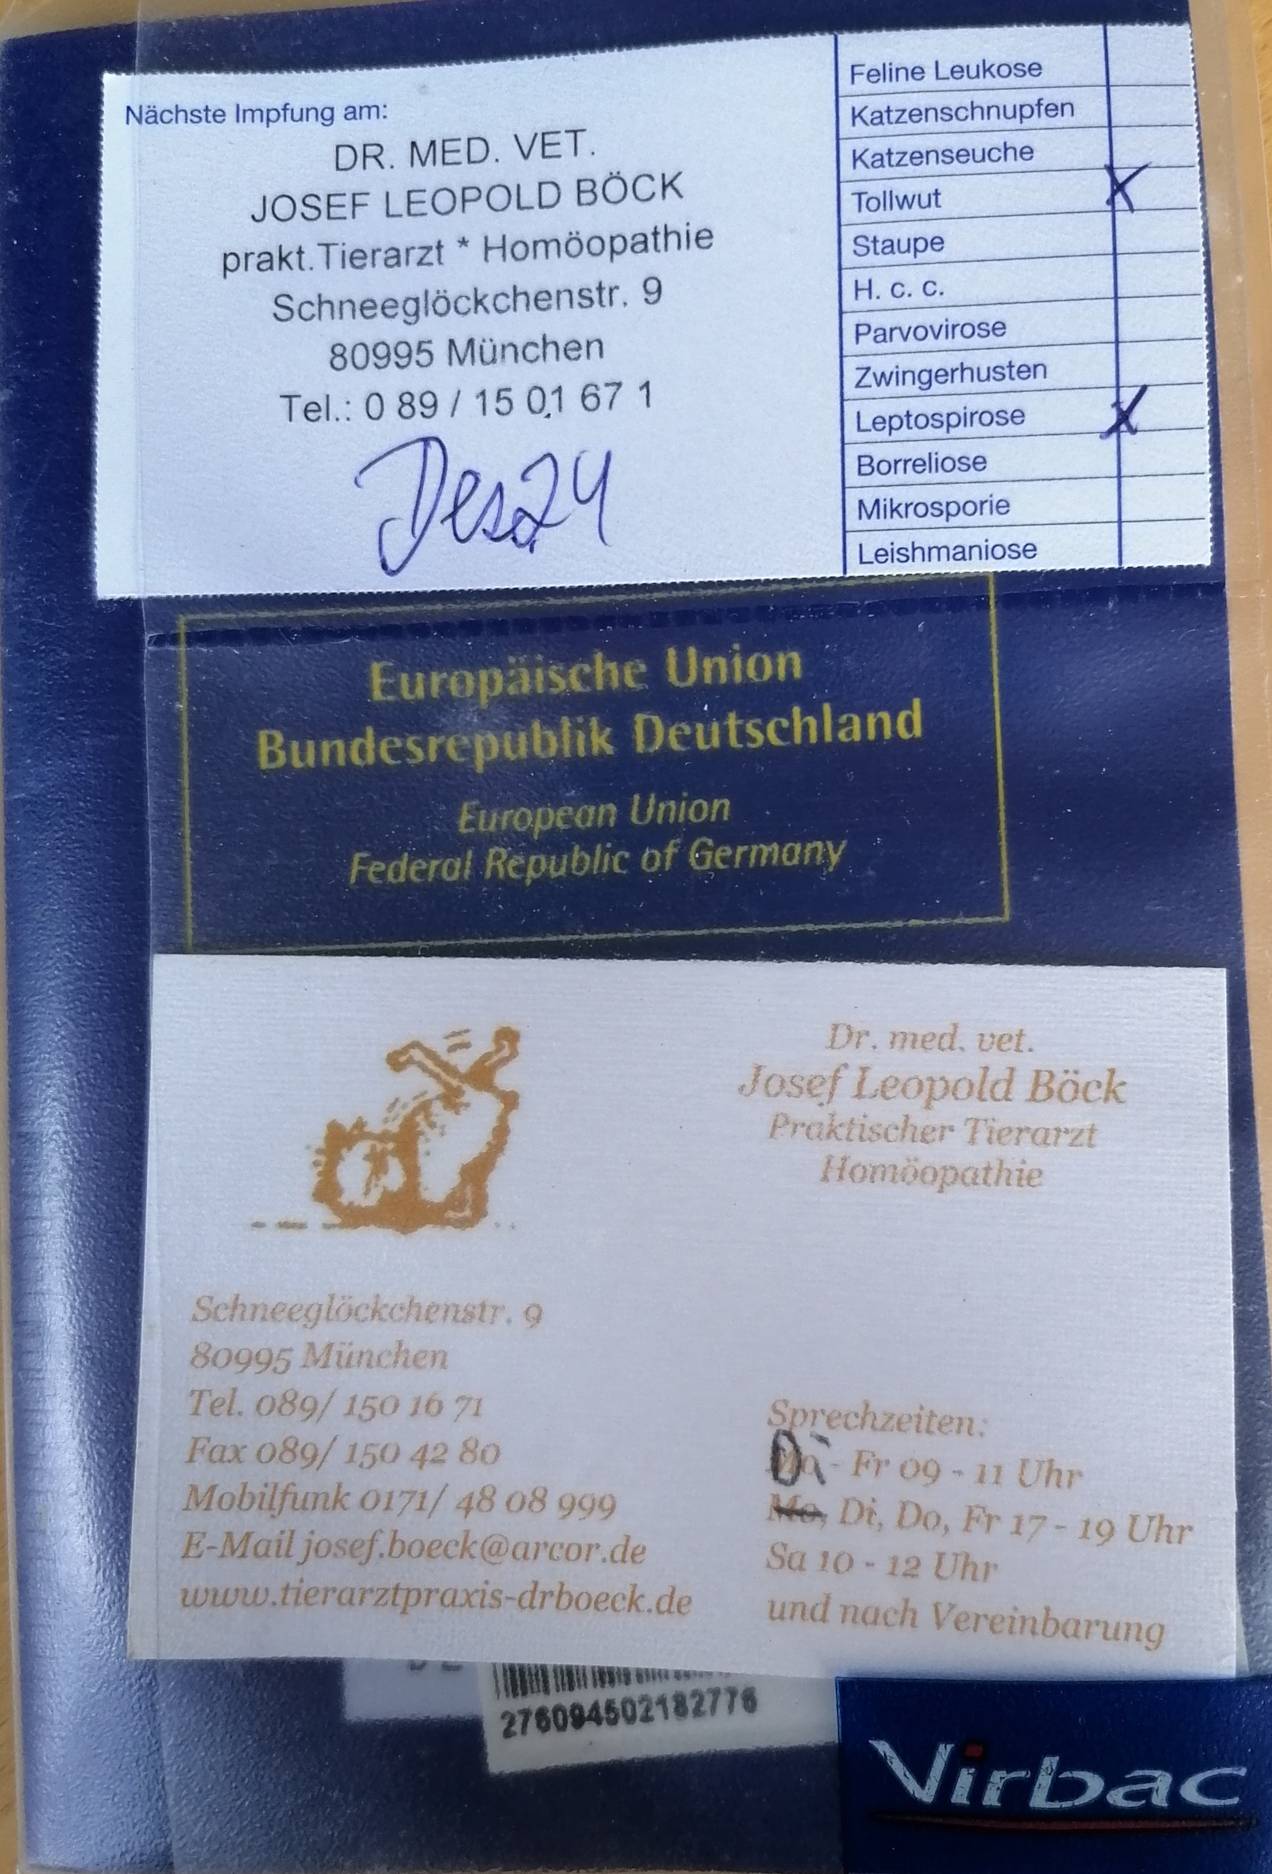 Nächste Impfung am:
DR. MED. VET.
JOSEF LEOPOLD BÖCK
prakt.Tierarzt * Homöopathie
Schneeglöckchenstr. 9
80995 München
Tel.: 0 89 / 15 01 67 1
Dez.24
Feline Leukose
Katzenschnupfen
Katzenseuche
Tollwut X
Staupe
H. c. c.
Parvovirose
Zwingerhusten
Leptospirose X
Borreliose
Mikrosporie
Leishmaniose
Europäische Union
Bundesrepublik Deutschland
European Union
Federal Republic of Germany
Dr. med. vet.
Josef Leopold Böck
Praktischer Tierarzt
Homöopathie
Schneeglöckchenstr. 9
80995 München
Tel. 089/ 150 16 71
Fax 089/ 150 42 80
Mobilfunk 0171/ 48 08 999
E-Mail josef.boeck@arcor.de
www.tierarztpraxis-drboeck.de
Sprechzeiten:
Di - Fr 09 - 11 Uhr
Mo, Di, Do, Fr 17 - 19 Uhr
Sa 10 - 12 Uhr
und nach Vereinbarung
276094502182776
Virbac